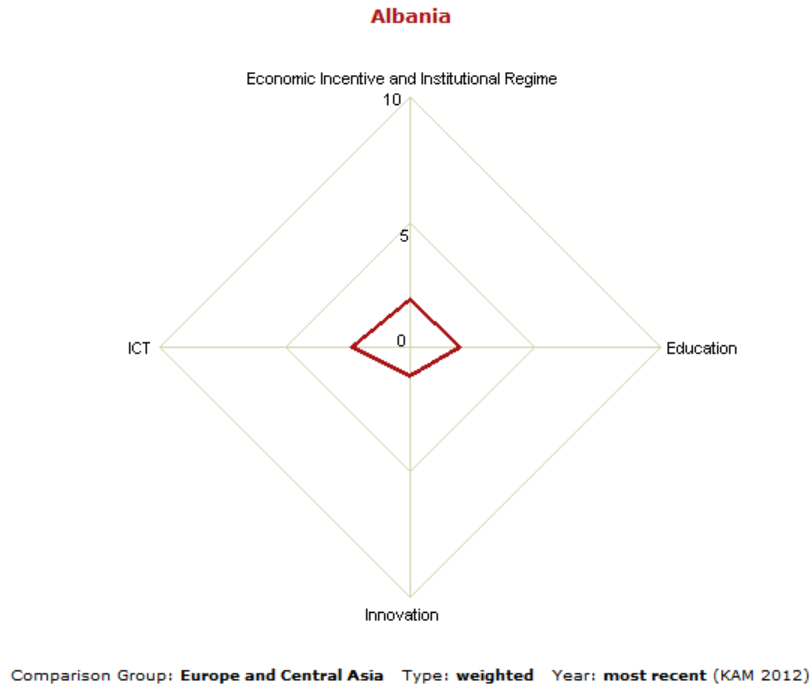 Albania
Economic Incentive and Institutional Regime
10
5
0
ICT
Education
Innovation
Comparison Group: Europe and Central Asia Type: weighted Year: most recent (KAM 2012)